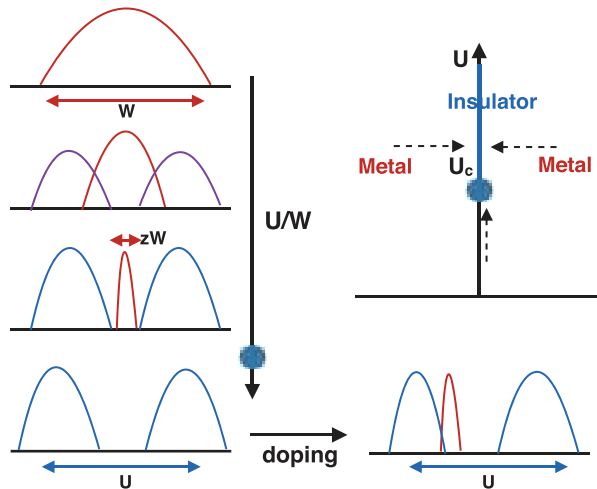 W
zW
U
U/W
doping
U
Insulator
Metal
Uc
Metal
U